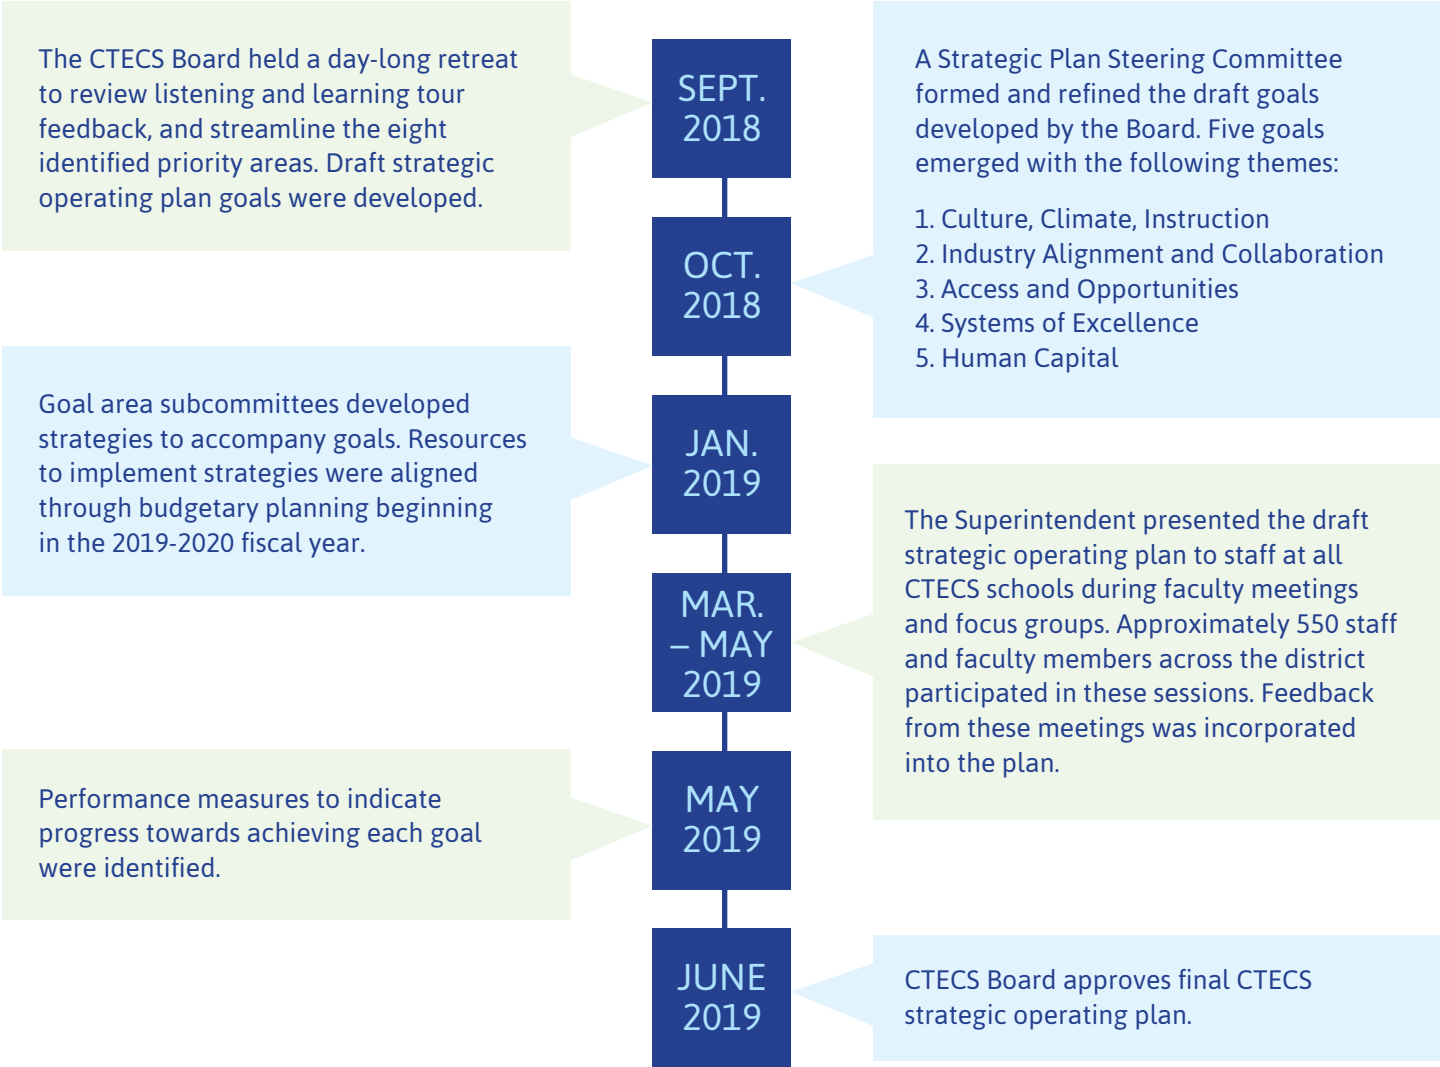 The CTECS Board held a day-long retreat
to review listening and learning tour
feedback, and streamline the eight
identified priority areas. Draft strategic
operating plan goals were developed.
SEPT.
2018
OCT.
2018
A Strategic Plan Steering Committee
formed and refined the draft goals
developed by the Board. Five goals
emerged with the following themes:
1. Culture, Climate, Instruction
2. Industry Alignment and Collaboration
3. Access and Opportunities
4. Systems of Excellence
5. Human Capital
Goal area subcommittees developed
strategies to accompany goals. Resources
to implement strategies were aligned
through budgetary planning beginning
in the 2019-2020 fiscal year.
JAN.
2019
MAR.
– MAY
2019
The Superintendent presented the draft
strategic operating plan to staff at all
CTECS schools during faculty meetings
and focus groups. Approximately 550 staff
and faculty members across the district
participated in these sessions. Feedback
from these meetings was incorporated
into the plan.
Performance measures to indicate
progress towards achieving each goal
were identified.
MAY
2019
JUNE
2019
CTECS Board approves final CTECS
strategic operating plan.